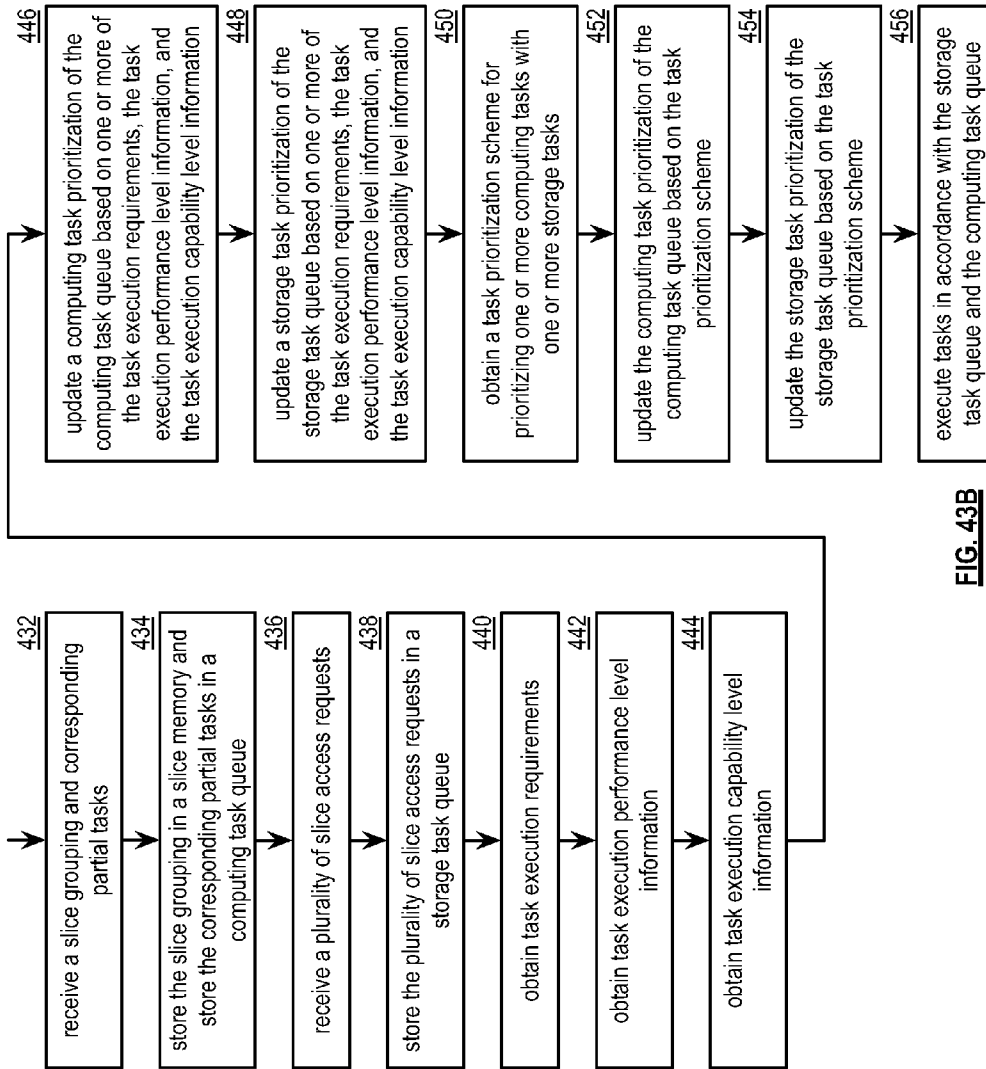 432
receive a slice grouping and corresponding
partial tasks
434
store the slice grouping in a slice memory and
store the corresponding partial tasks in a
computing task queue
436
receive a plurality of slice access requests
438
store the plurality of slice access requests in a
storage task queue
440
obtain task execution requirements
442
obtain task execution performance level
information
444
obtain task execution capability level
information
446
update a computing task prioritization of the
computing task queue based on one or more of
the task execution requirements, the task
execution performance level information, and
the task execution capability level information
448
update a storage task prioritization of the
storage task queue based on one or more of
the task execution requirements, the task
execution performance level information, and
the task execution capability level information
450
obtain a task prioritization scheme for
prioritizing one or more computing tasks with
one or more storage tasks
452
update the computing task prioritization of the
computing task queue based on the task
prioritization scheme
454
update the storage task prioritization of the
storage task queue based on the task
prioritization scheme
456
execute tasks in accordance with the storage
task queue and the computing task queue
FIG. 43B